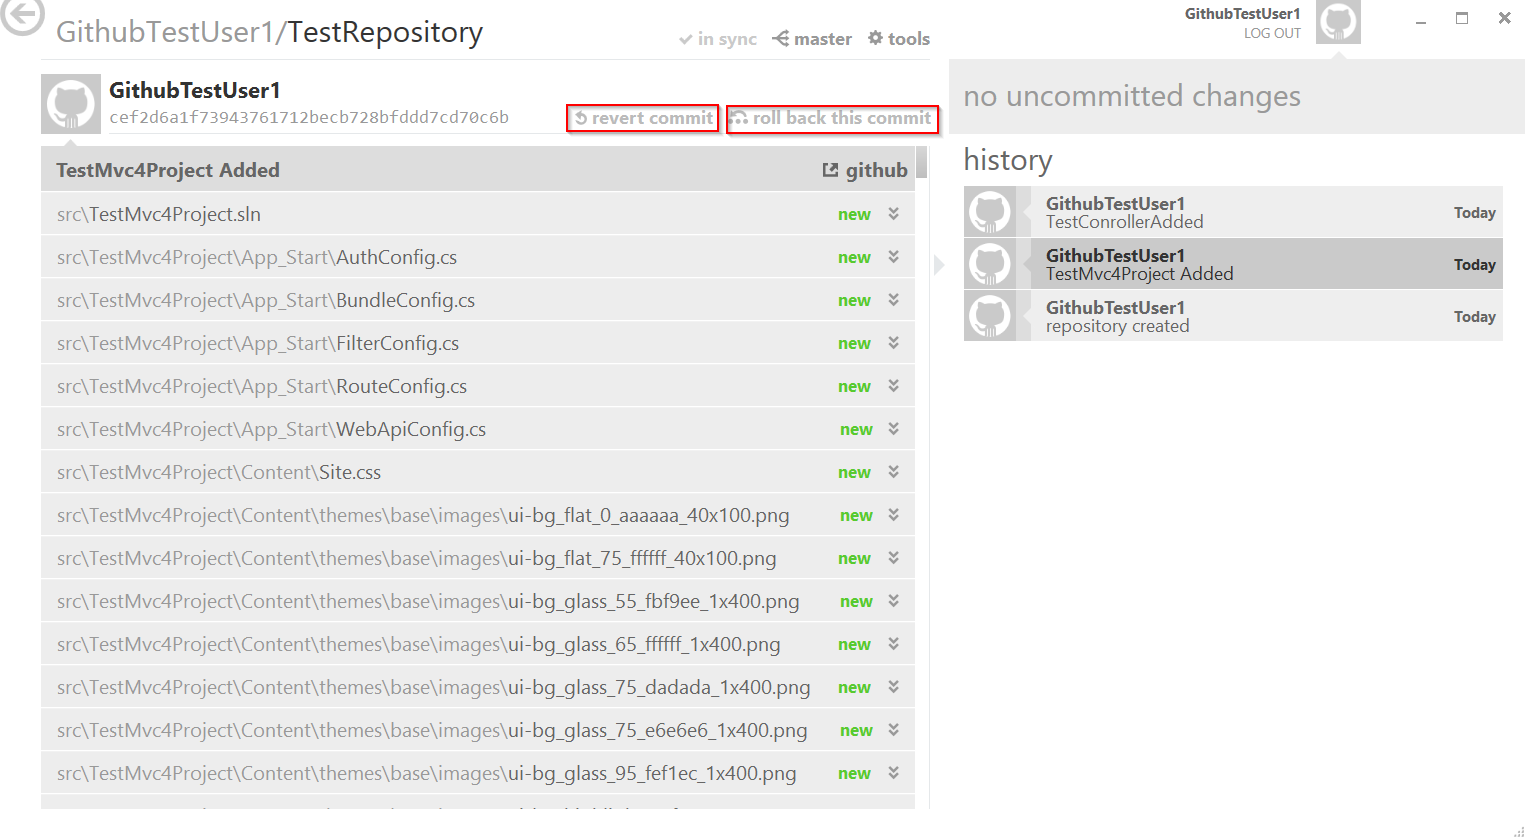 GithubTestUser1/TestRepository
in sync
master
tools
GithubTestUser1
LOG OUT
GithubTestUser1
cef2d6a1f73943761712becb728bfddd7cd70c6b
revert commit
roll back this commit
TestMvc4Project Added
github
src\TestMvc4Project.sln new
src\TestMvc4Project\App_Start\AuthConfig.cs new
src\TestMvc4Project\App_Start\BundleConfig.cs new
src\TestMvc4Project\App_Start\FilterConfig.cs new
src\TestMvc4Project\App_Start\RouteConfig.cs new
src\TestMvc4Project\App_Start\WebApiConfig.cs new
src\TestMvc4Project\Content\Site.css new
src\TestMvc4Project\Content\themes\base\images\ui-bg_flat_0_aaaaaa_40x100.png new
src\TestMvc4Project\Content\themes\base\images\ui-bg_flat_75_ffffff_40x100.png new
src\TestMvc4Project\Content\themes\base\images\ui-bg_glass_55_fbf9ee_1x400.png new
src\TestMvc4Project\Content\themes\base\images\ui-bg_glass_65_ffffff_1x400.png new
src\TestMvc4Project\Content\themes\base\images\ui-bg_glass_75_dadada_1x400.png new
src\TestMvc4Project\Content\themes\base\images\ui-bg_glass_75_e6e6e6_1x400.png new
src\TestMvc4Project\Content\themes\base\images\ui-bg_glass_95_fef1ec_1x400.png new
no uncommitted changes
history
GithubTestUser1
TestConrollerAdded
Today
GithubTestUser1
TestMvc4Project Added
Today
GithubTestUser1
repository created
Today